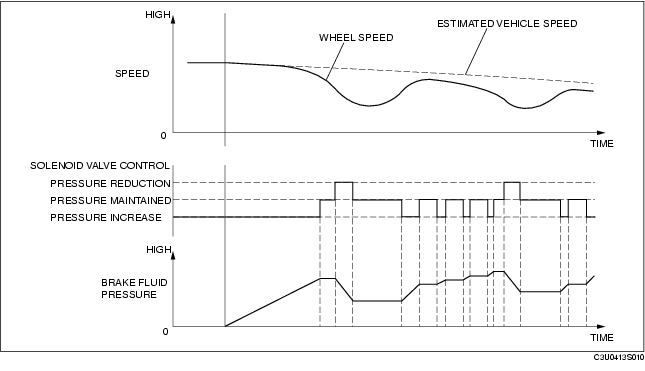 HIGH
ESTIMATED VEHICLE SPEED
WHEEL SPEED
SPEED
0
TIME
SOLENOID VALVE CONTROL
PRESSURE REDUCTION
PRESSURE MAINTAINED
PRESSURE INCREASE
HIGH
BRAKE FLUID
PRESSURE
0
TIME
C3U0413S010